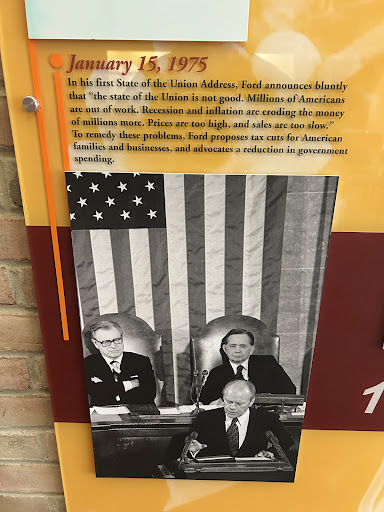 January 15, 1975
In his first State of the Union Address, Ford announces bluntly
that "the state of the Union is not good. Millions of Americans
are out of work. Recession and inflation are eroding the money
of millions more. Prices are too high, and sales are too slow."
To remedy these problems, Ford proposes tax cuts for American
families and businesses, and advocates a reduction in government
spending.
1